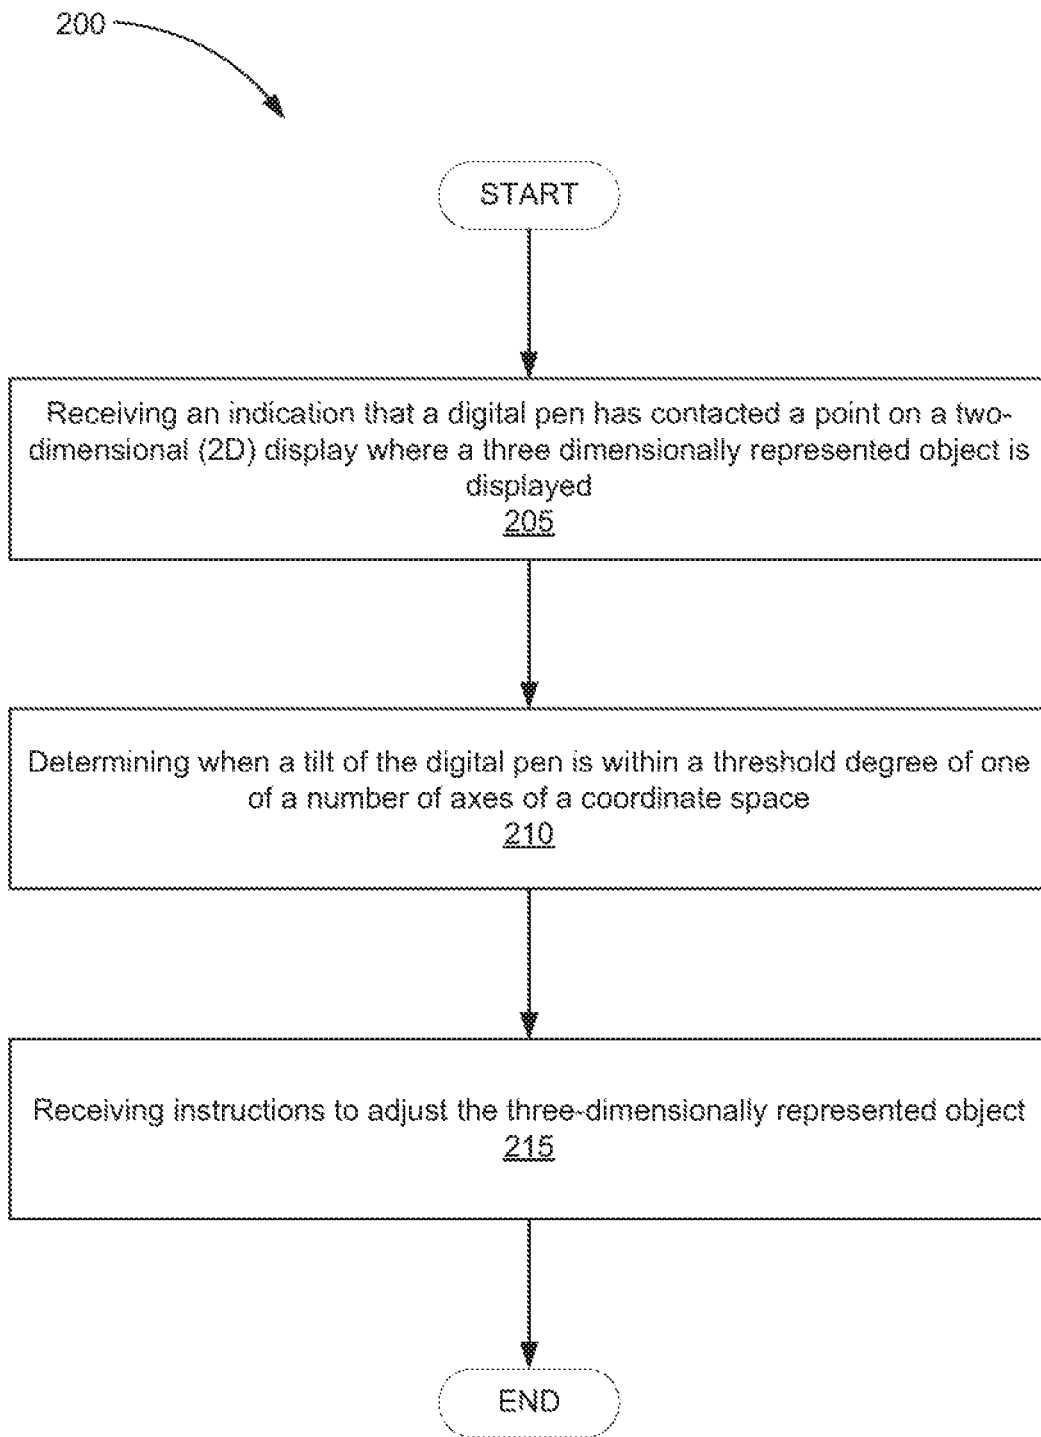 200
START
Receiving an indication that a digital pen has contacted a point on a two-
dimensional (2D) display where a three dimensionally represented object is
displayed
205
Determining when a tilt of the digital pen is within a threshold degree of one
of a number of axes of a coordinate space
210
Receiving instructions to adjust the three-dimensionally represented object
215
END